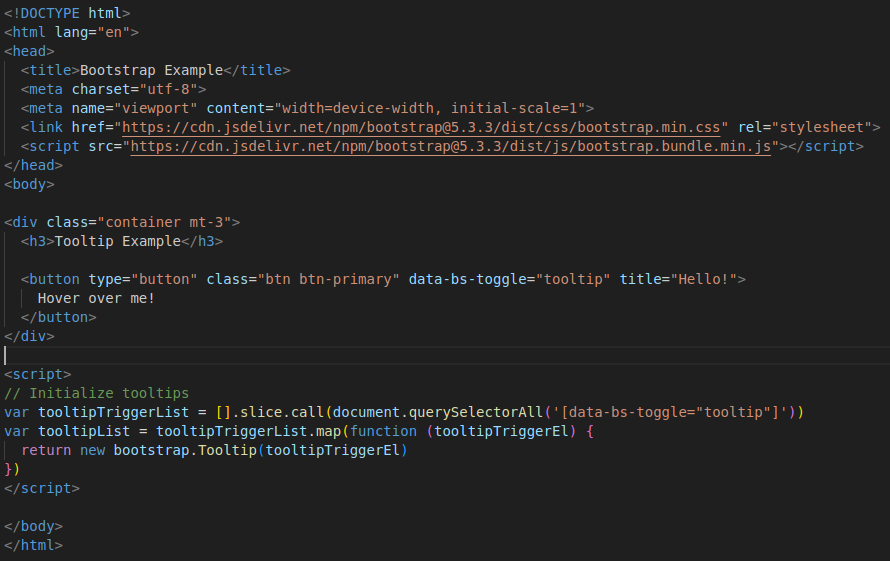 <!DOCTYPE html>
<html lang="en">
<head>
  <title>Bootstrap Example</title>
  <meta charset="utf-8">
  <meta name="viewport" content="width=device-width, initial-scale=1">
  <link href="https://cdn.jsdelivr.net/npm/bootstrap@5.3.3/dist/css/bootstrap.min.css" rel="stylesheet">
  <script src="https://cdn.jsdelivr.net/npm/bootstrap@5.3.3/dist/js/bootstrap.bundle.min.js"></script>
</head>
<body>

<div class="container mt-3">
  <h3>Tooltip Example</h3>

  <button type="button" class="btn btn-primary" data-bs-toggle="tooltip" title="Hello!">
    Hover over me!
  </button>
</div>

<script>
// Initialize tooltips
var tooltipTriggerList = [].slice.call(document.querySelectorAll('[data-bs-toggle="tooltip"]'))
var tooltipList = tooltipTriggerList.map(function (tooltipTriggerEl) {
  return new bootstrap.Tooltip(tooltipTriggerEl)
})
</script>

</body>
</html>